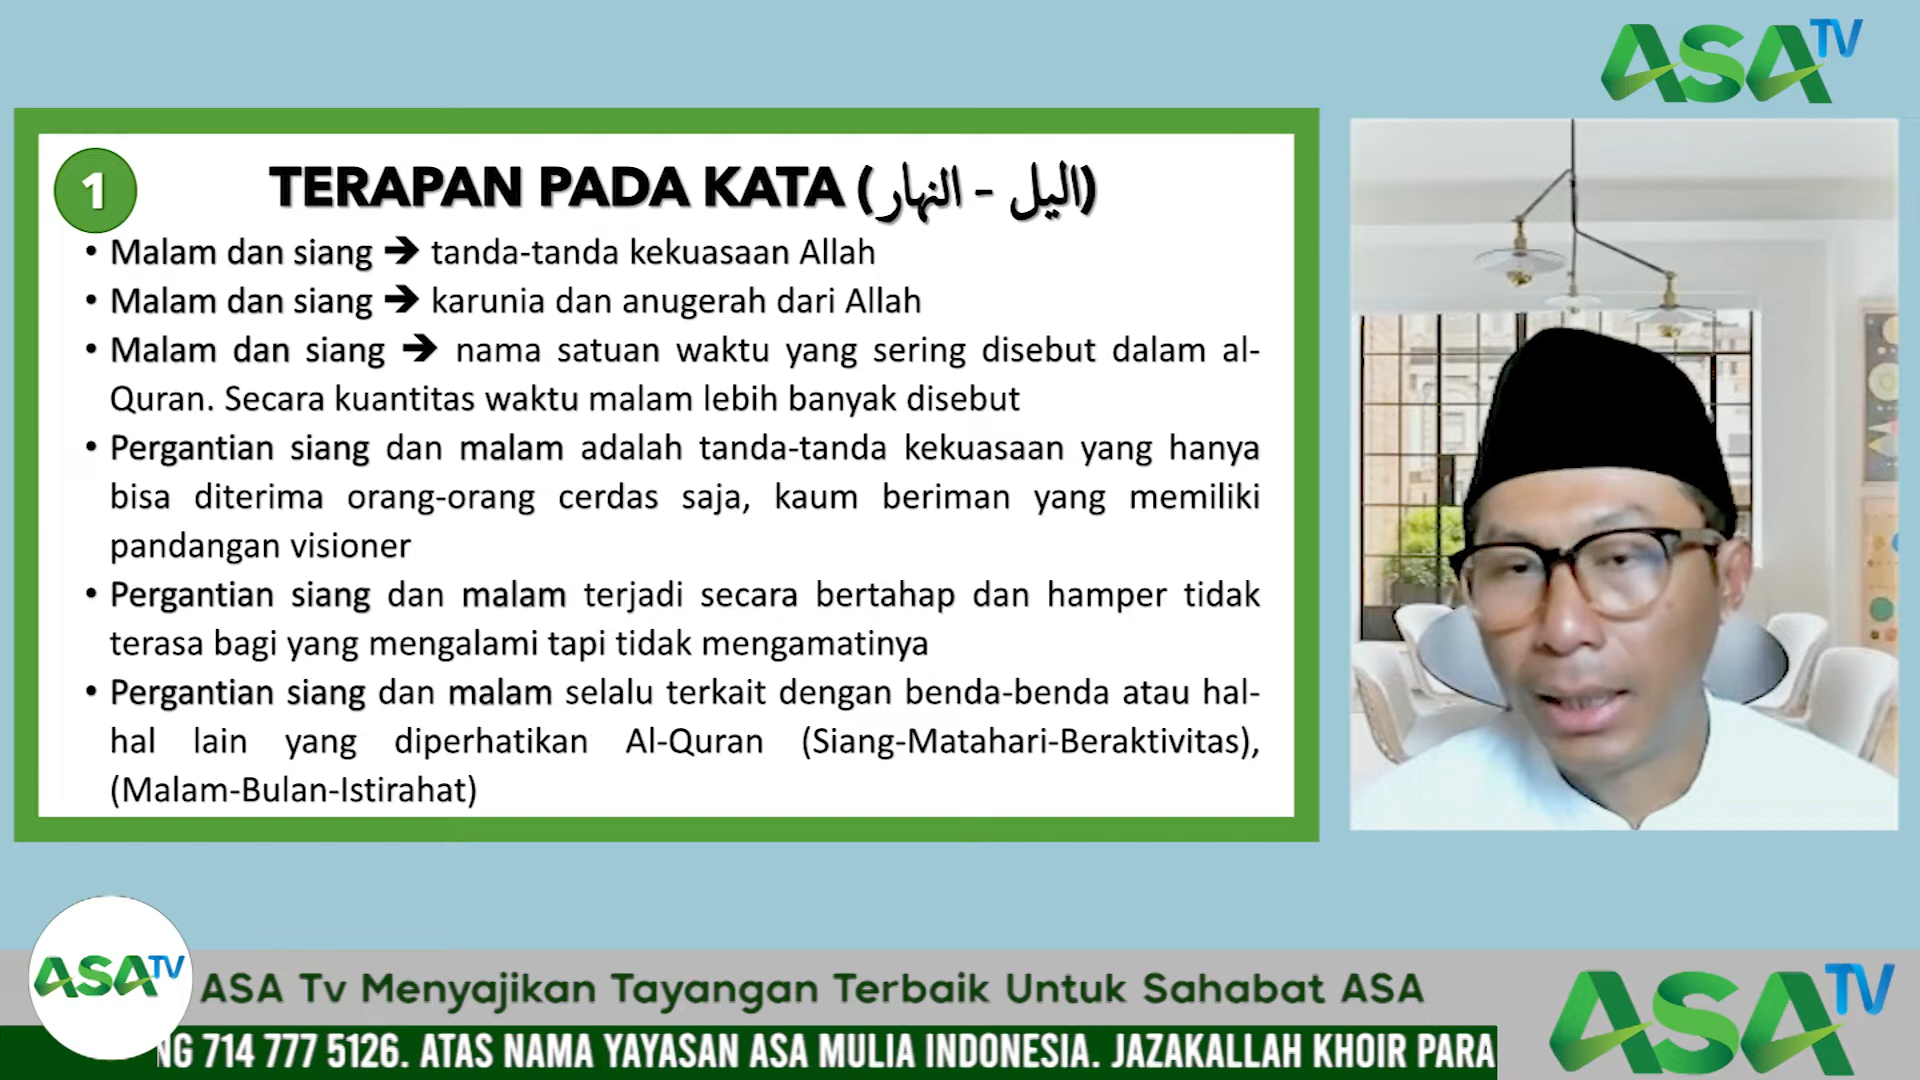 ASA TV
1
TERAPAN PADA KATA (اليل - النهار)
• Malam dan siang ➔ tanda-tanda kekuasaan Allah
• Malam dan siang ➔ karunia dan anugerah dari Allah
• Malam dan siang ➔ nama satuan waktu yang sering disebut dalam al-
Quran. Secara kuantitas waktu malam lebih banyak disebut
• Pergantian siang dan malam adalah tanda-tanda kekuasaan yang hanya
bisa diterima orang-orang cerdas saja, kaum beriman yang memiliki
pandangan visioner
• Pergantian siang dan malam terjadi secara bertahap dan hamper tidak
terasa bagi yang mengalami tapi tidak mengamatinya
• Pergantian siang dan malam selalu terkait dengan benda-benda atau hal-
hal lain yang diperhatikan Al-Quran (Siang-Matahari-Beraktivitas),
(Malam-Bulan-Istirahat)
ASA TV
ASA Tv Menyajikan Tayangan Terbaik Untuk Sahabat ASA
ASA TV
NG 714 777 5126. ATAS NAMA YAYASAN ASA MULIA INDONESIA. JAZAKALLAH KHOIR PARA